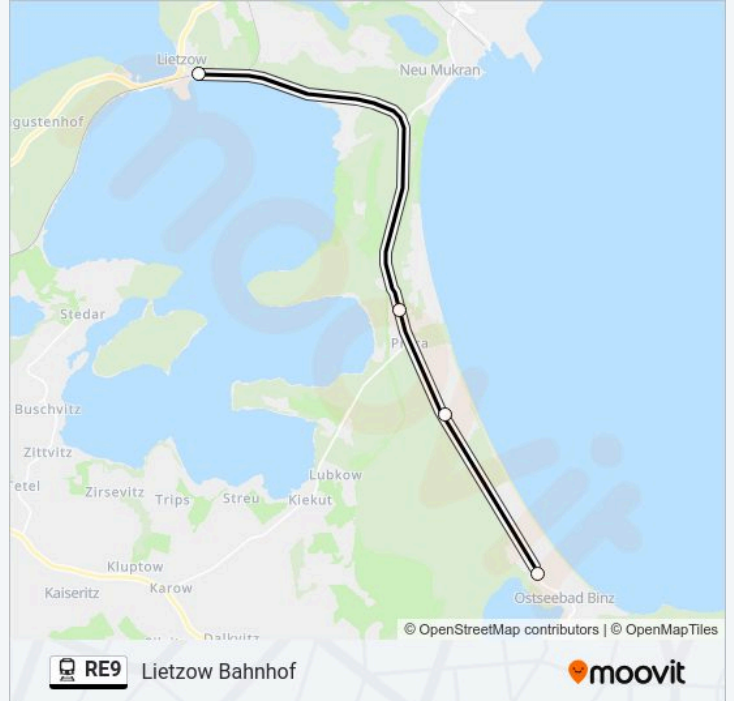 Lietzow
Neu Mukran
gustenhof
Stedar
Buschvitz
Zittvitz
Lubkow
Zirsevitz
Trips
Streu
Kiekut
Kluptow
Kaiseritz
Karow
Ostseebad Binz
Dalkvitz
© OpenStreetMap contributors | © OpenMapTiles
RE9 Lietzow Bahnhof
moovit